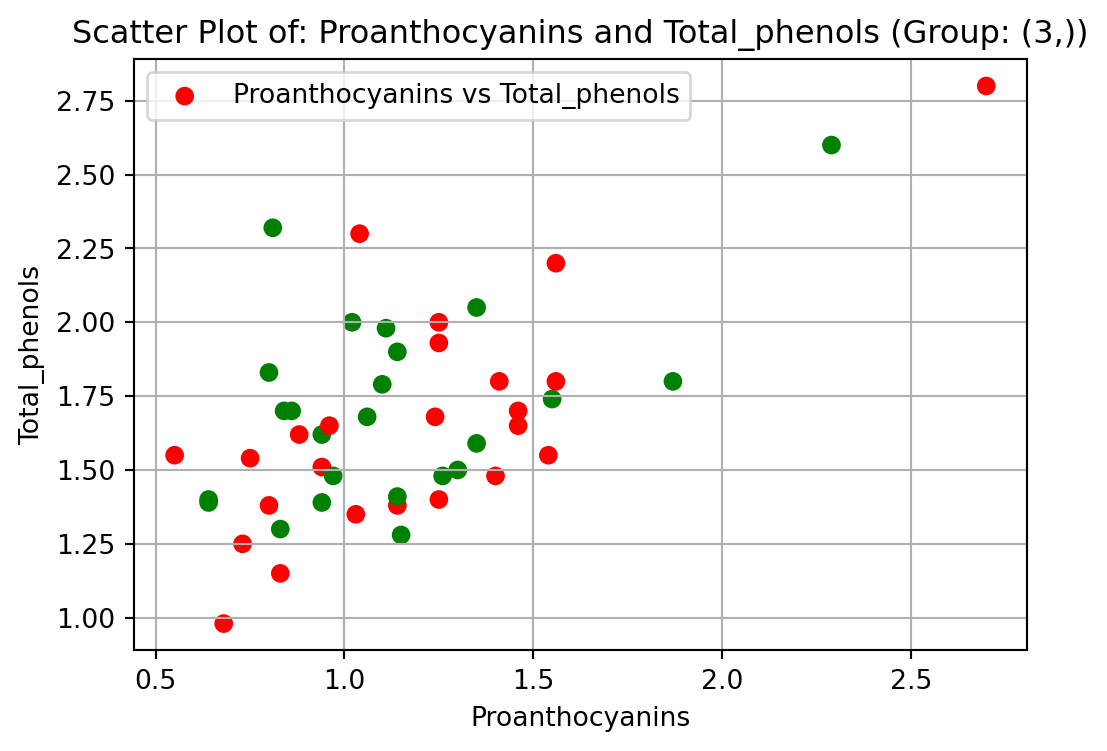 Scatter Plot of: Proanthocyanins and Total_phenols (Group: (3,))
Proanthocyanins vs Total_phenols
Total_phenols
2.75
2.50
2.25
2.00
1.75
1.50
1.25
1.00
0.5 1.0 1.5 2.0 2.5
Proanthocyanins